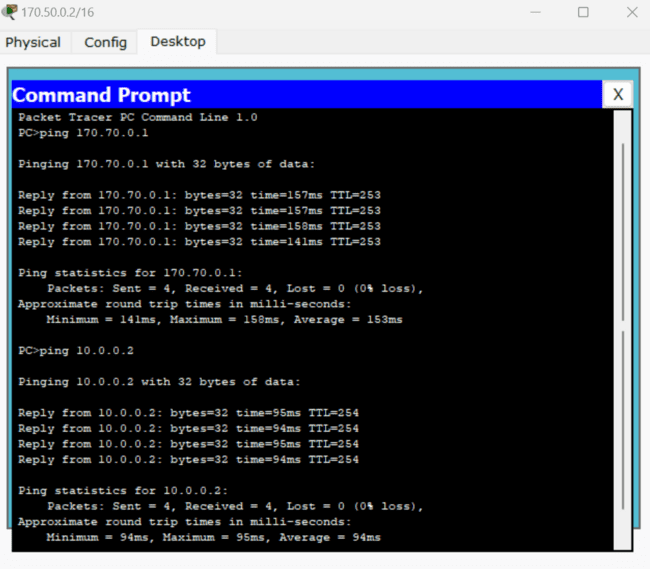 170.50.0.2/16
Physical Config Desktop
Command Prompt X
Packet Tracer PC Command Line 1.0
PC>ping 170.70.0.1
Pinging 170.70.0.1 with 32 bytes of data:
Reply from 170.70.0.1: bytes=32 time=157ms TTL=253
Reply from 170.70.0.1: bytes=32 time=157ms TTL=253
Reply from 170.70.0.1: bytes=32 time=158ms TTL=253
Reply from 170.70.0.1: bytes=32 time=141ms TTL=253
Ping statistics for 170.70.0.1:
Packets: Sent = 4, Received = 4, Lost = 0 (0% loss),
Approximate round trip times in milli-seconds:
Minimum = 141ms, Maximum = 158ms, Average = 153ms
PC>ping 10.0.0.2
Pinging 10.0.0.2 with 32 bytes of data:
Reply from 10.0.0.2: bytes=32 time=95ms TTL=254
Reply from 10.0.0.2: bytes=32 time=94ms TTL=254
Reply from 10.0.0.2: bytes=32 time=95ms TTL=254
Reply from 10.0.0.2: bytes=32 time=94ms TTL=254
Ping statistics for 10.0.0.2:
Packets: Sent = 4, Received = 4, Lost = 0 (0% loss),
Approximate round trip times in milli-seconds:
Minimum = 94ms, Maximum = 95ms, Average = 94ms